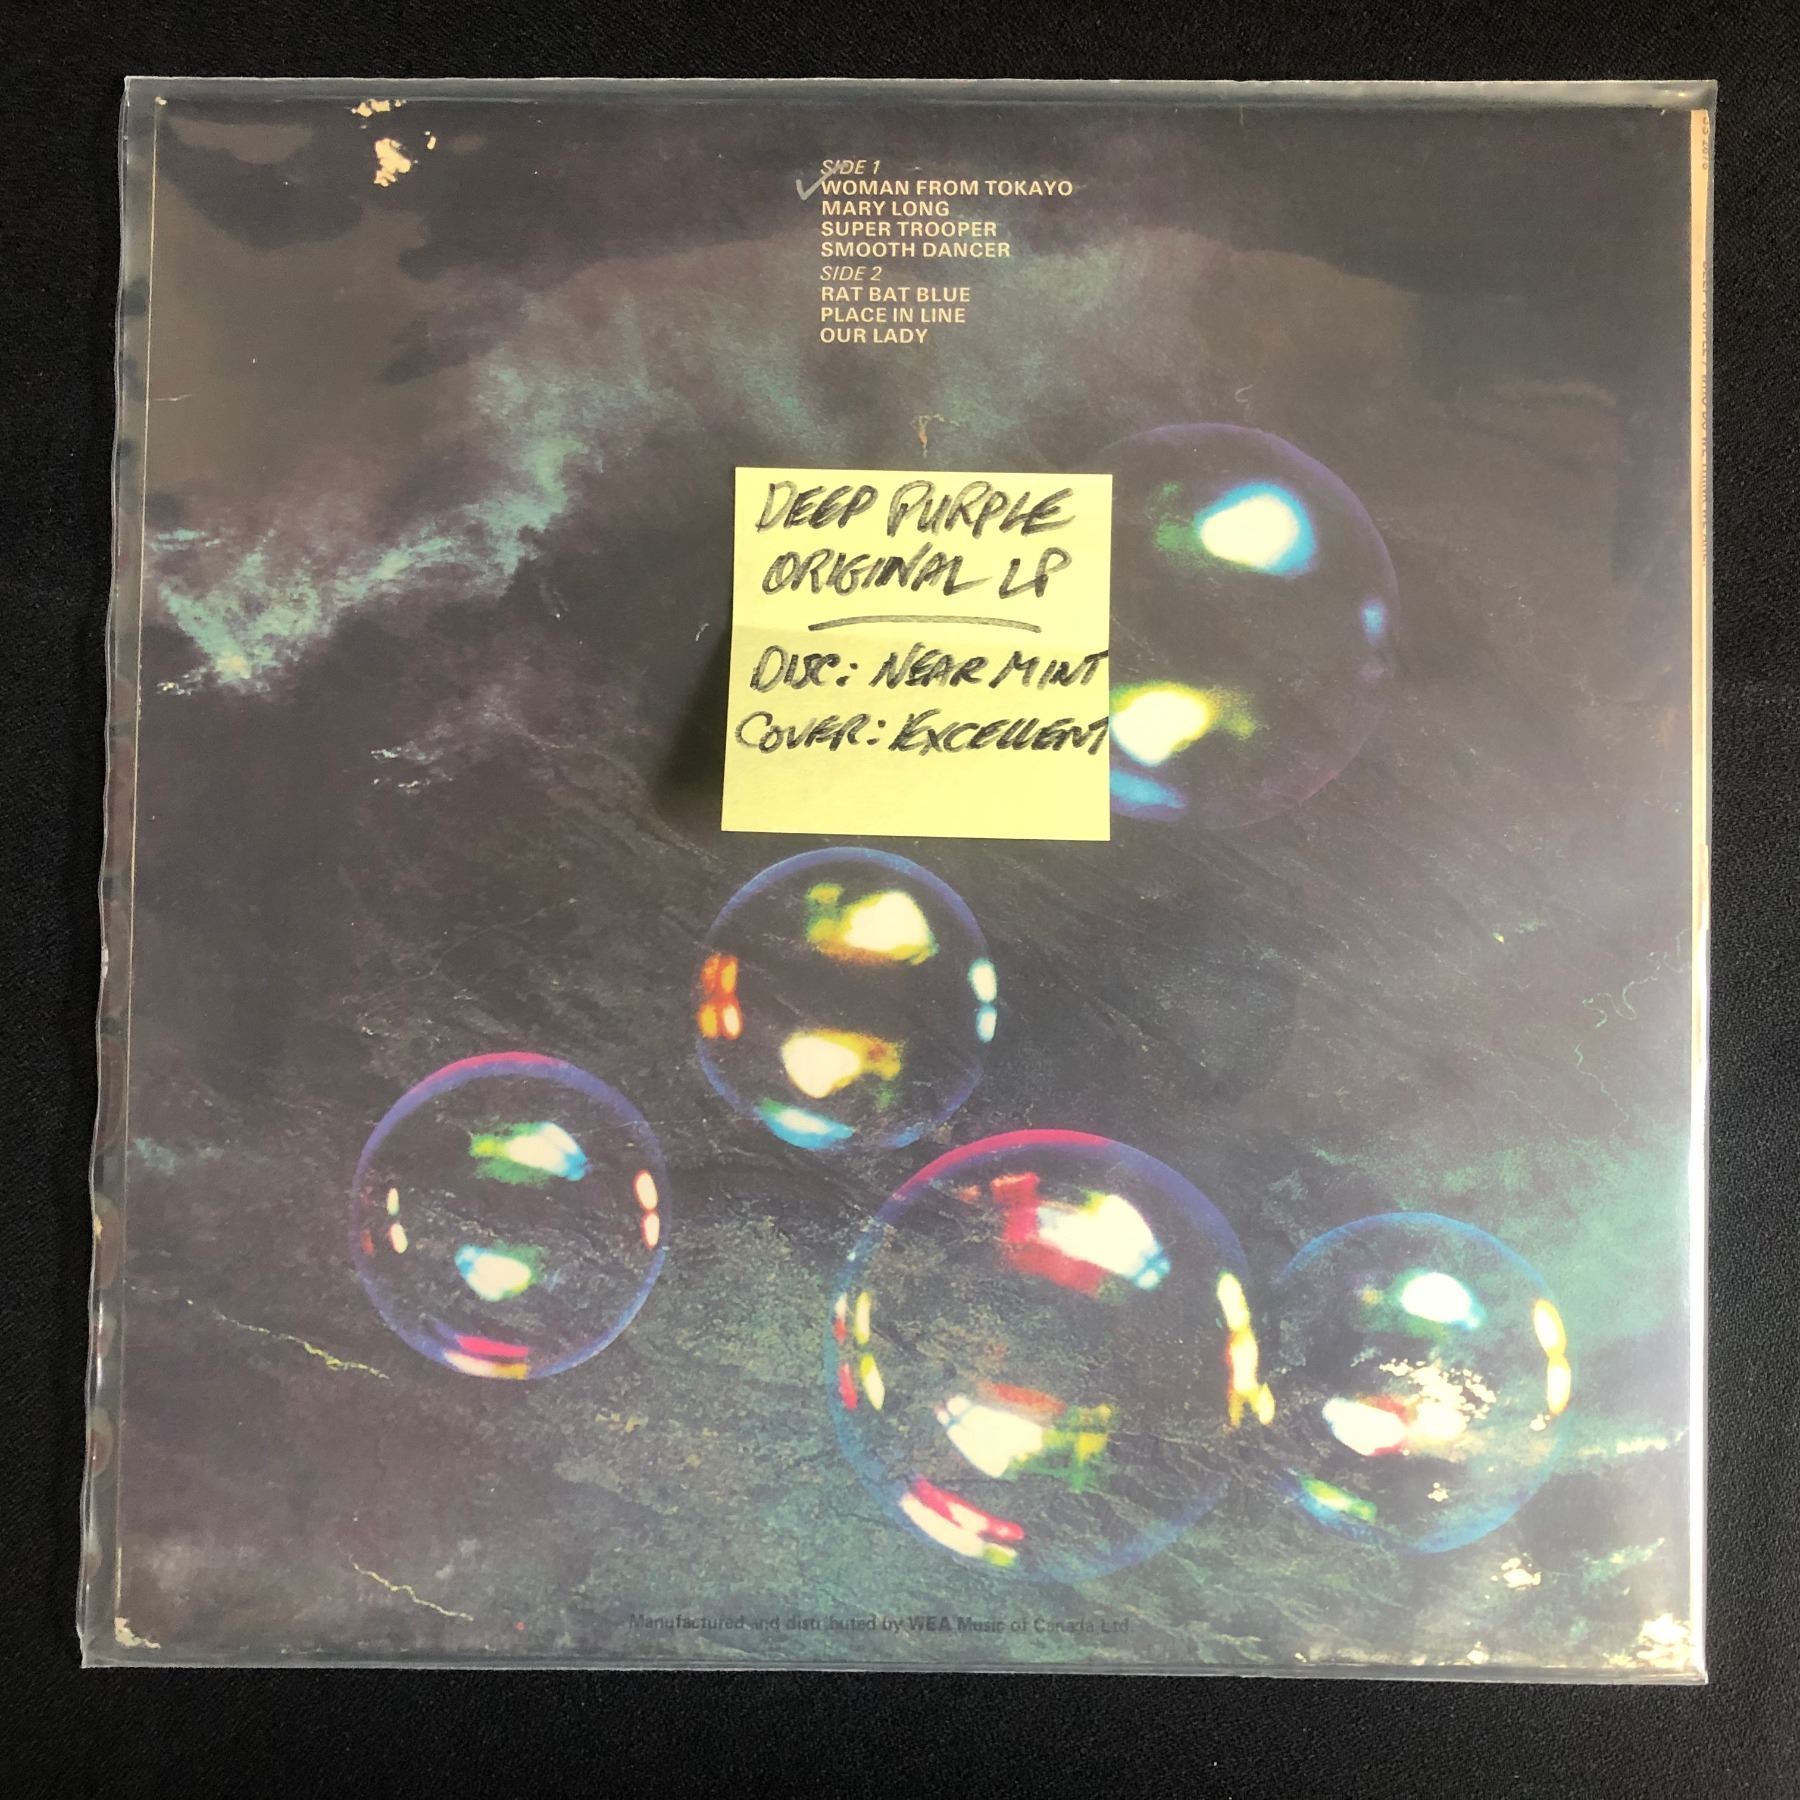 SIDE 1
WOMAN FROM TOKAYO
MARY LONG
SUPER TROOPER
SMOOTH DANCER
SIDE 2
RAT BAT BLUE
PLACE IN LINE
OUR LADY
DEEP PURPLE
ORIGINAL LP
DISC: NEAR MINT
COVER: EXCELLENT
Manufactured and distributed by WEA Music of Canada Ltd.